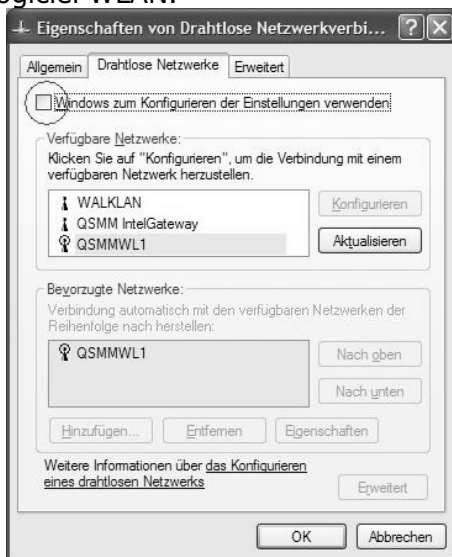 logiciel WLAN.
Eigenschaften von Drahtlose Netzwerkverbi...
Allgemein Drahtlose Netzwerke Erweitert
Windows zum Konfigurieren der Einstellungen verwenden
Verfügbare Netzwerke:
Klicken Sie auf "Konfigurieren", um die Verbindung mit einem
verfügbaren Netzwerk herzustellen.
WALKLAN
Konfigurieren
QSMM IntelGateway
QSMMWL1
Aktualisieren
Bevorzugte Netzwerke:
Verbindung automatisch mit den verfügbaren Netzwerken der
Reihenfolge nach herstellen:
QSMMWL1
Nach oben
Nach unten
Hinzufügen... Entfernen Eigenschaften
Weitere Informationen über das Konfigurieren
eines drahtlosen Netzwerks
Erweitert
OK Abbrechen